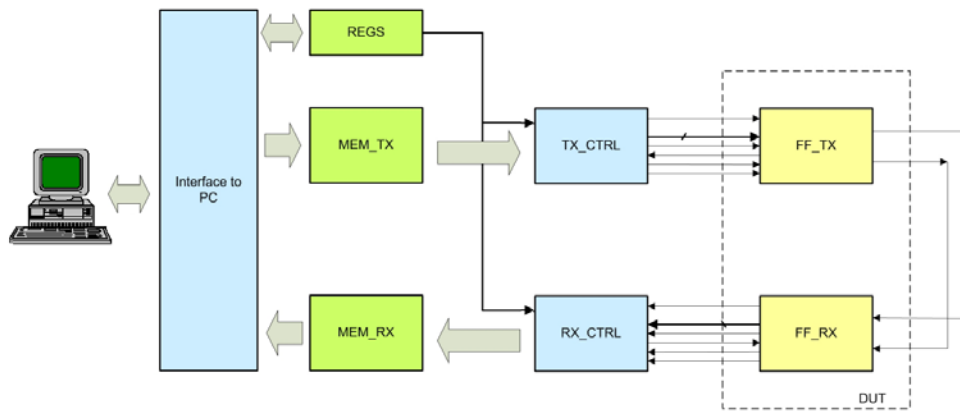 REGS
MEM_TX
TX_CTRL
FF_TX
Interface to
PC
MEM_RX
RX_CTRL
FF_RX
DUT